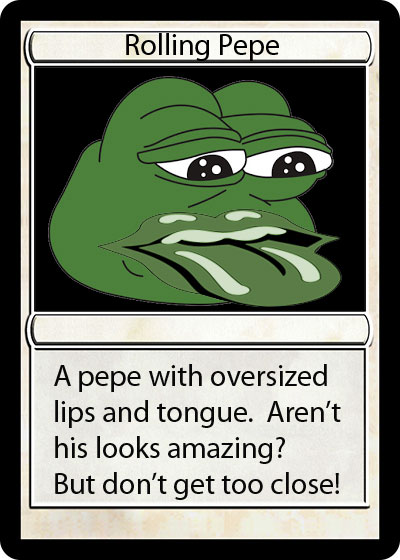 Rolling Pepe
A pepe with oversized
lips and tongue.  Aren't
his looks amazing?
But don't get too close!